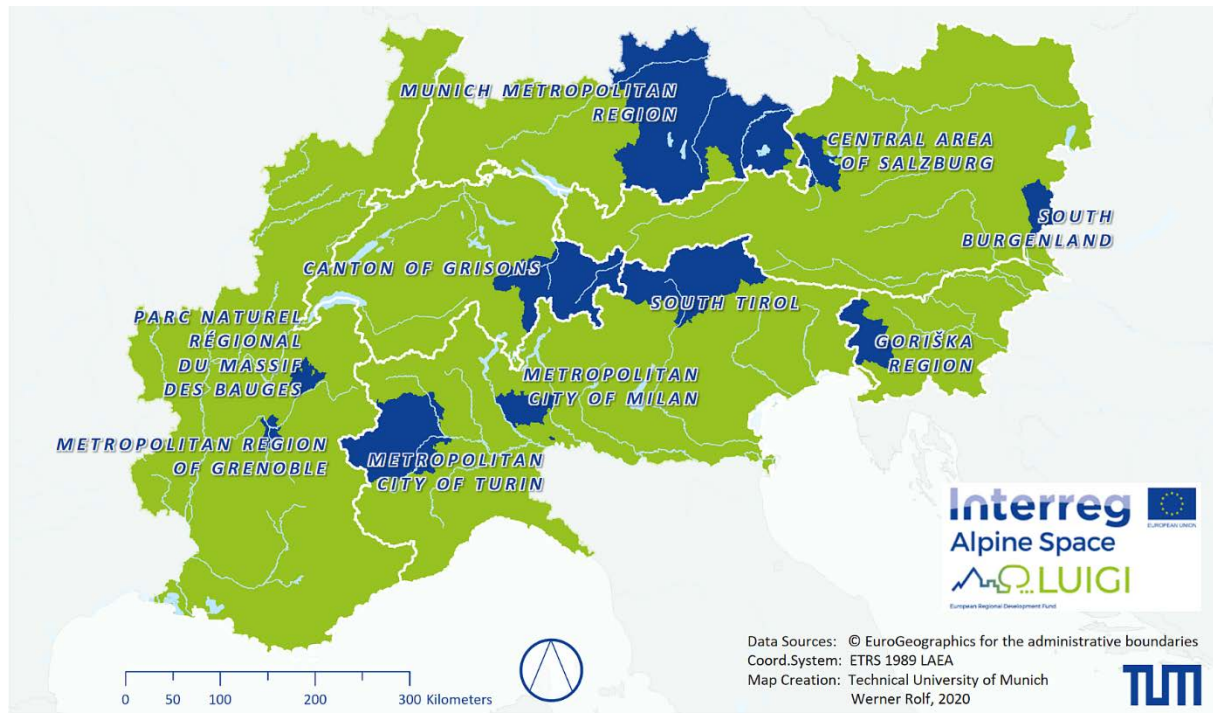 MUNICH METROPOLITAN
REGION
CENTRAL AREA
OF SALZBURG
SOUTH
BURGENLAND
CANTON OF GRISONS
SOUTH TIROL
PARC NATUREL
RÉGIONAL
DU MASSIF
DES BAUGES
GORIŠKA
REGION
METROPOLITAN
CITY OF MILAN
METROPOLITAN REGION
OF GRENOBLE
METROPOLITAN
CITY OF TURIN
Interreg
EUROPEAN UNION
Alpine Space
LUIGI
European Regional Development Fund
Data Sources: © EuroGeographics for the administrative boundaries
Coord.System: ETRS 1989 LAEA
Map Creation: Technical University of Munich
Werner Rolf, 2020
TUM
0 50 100 200 300 Kilometers